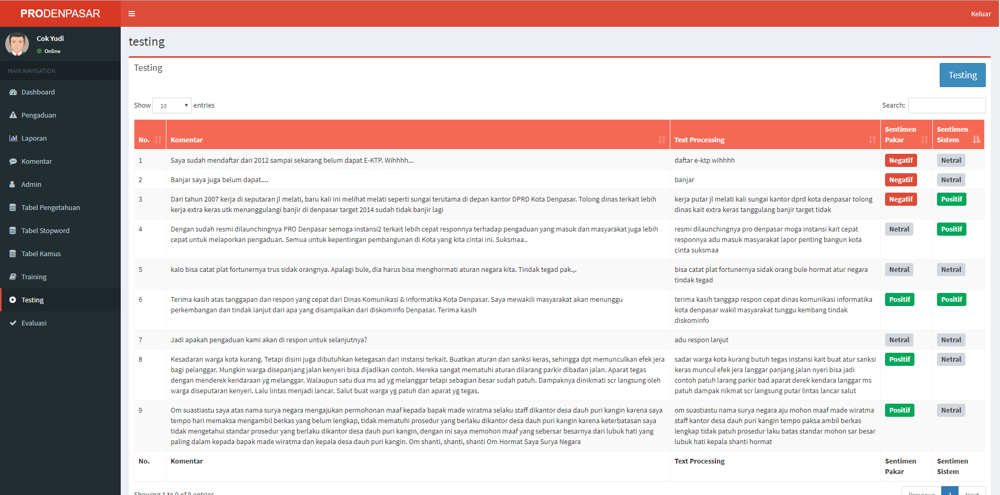 PRODENPASAR
Keluar
Cok Yudi
Online
MAIN NAVIGATION
Dashboard
Pengaduan
Laporan
Komentar
Admin
Tabel Pengetahuan
Tabel Stopword
Tabel Kamus
Training
Testing
Evaluasi
testing
Testing
Testing
Show 10 entries
Search:
No. Komentar Text Processing Sentimen Pakar Sentimen Sistem
1
Saya sudah mendaftar dari 2012 sampai sekarang belum dapat E-KTP. Wihhhh...
daftar e-ktp wihhhh
Negatif
Netral
2
Banjar saya juga belum dapat....
banjar
Negatif
Netral
3
Dari tahun 2007 kerja di seputaran jl melati, baru kali ini melihat melati seperti sungai terutama di depan kantor DPRD Kota Denpasar. Tolong dinas terkait lebih
kerja extra keras utk menanggulangi banjir di denpasar target 2014 sudah tidak banjir lagi
kerja putar jl melati kali sungai kantor dprd kota denpasar tolong
dinas kait extra keras tanggulang banjir target tidak
Negatif
Positif
4
Dengan sudah resmi dilaunchingnya PRO Denpasar semoga instansi2 terkait lebih cepat responnya terhadap pengaduan yang masuk dan masyarakat juga lebih
cepat untuk melaporkan pengaduan. Semua untuk kepentingan pembangunan di Kota yang kita cintai ini. Suksmaa..
resmi dilaunchingnya pro denpasar moga instansi kait cepat
responnya adu masuk masyarakat lapor penting bangun kota
cinta suksmaa
Netral
Positif
5
kalo bisa catat plat fortunernya trus sidak orangnya. Apalagi bule, dia harus bisa menghormati aturan negara kita. Tindak tegad pak.,.
bisa catat plat fortunernya sidak orang bule hormat atur negara
tindak tegad
Netral
Netral
6
Terima kasih atas tanggapan dan respon yang cepat dari Dinas Komunikasi & Informatika Kota Denpasar. Saya mewakili masyarakat akan menunggu
perkembangan dan tindak lanjut dari apa yang disampaikan dari diskominfo Denpasar. Terima kasih
terima kasih tanggap respon cepat dinas komunikasi informatika
kota denpasar wakil masyarakat tunggu kembang tindak
diskominfo
Positif
Positif
7
Jadi apakah pengaduan kami akan di respon untuk selanjutnya?
adu respon lanjut
Netral
Netral
8
Kesadaran warga kota kurang. Tetapi disini juga dibutuhkan ketegasan dari instansi terkait. Buatkan aturan dan sanksi keras, sehingga dpt memunculkan efek jera
bagi pelanggar. Mungkin warga disepanjang jalan kenyeri bisa dijadikan contoh. Mereka sangat mematuhi aturan dilarang parkir dibadan jalan. Aparat tegas
dengan menderek kendaraan yg melanggar. Walaupun satu dua ms ad yg melanggar tetapi sebagian besar sudah patuh. Dampaknya dinikmati scr langsung oleh
warga diseputaran kenyeri. Lalu lintas menjadi lancar. Salut buat warga yg patuh dan aparat yg tegas.
sadar warga kota kurang butuh tegas instansi kait buat atur sanksi
keras muncul efek jera langgar panjang jalan nyeri bisa jadi
contoh patuh larang parkir bad aparat derek kendara langgar ms
patuh dampak nikmat scr langsung putar lintas lancar salut
Positif
Netral
9
Om suastiastu saya atas nama surya negara mengajukan permohonan maaf kepada bapak made wiratma selaku staff dikantor desa dauh puri kangin karena saya
tempo hari memaksa mengambil berkas yang belum lengkap, tidak mematuhi prosedur yang berlaku dikantor desa dauh puri kangin karena keterbatasan saya
tidak mengetahui standar prosedur yang berlaku dikantor desa dauh puri kangin, dengan ini saya memohon maaf yang sebersar besarnya dari lubuk hati yang
paling dalam kepada bapak made wiratma dan kepala desa dauh puri kangin. Om shanti, shanti, shanti Om Hormat Saya Surya Negara
om suastiastu nama surya negara aju mohon maaf made wiratma
staff kantor desa dauh puri kangin tempo paksa ambil berkas
lengkap tidak patuh prosedur laku batas standar mohon sar besar
lubuk hati kepala shanti hormat
Positif
Netral
No. Komentar Text Processing Sentimen Pakar Sentimen Sistem
Showing 1 to 9 of 9 entries
Previous 1 Next